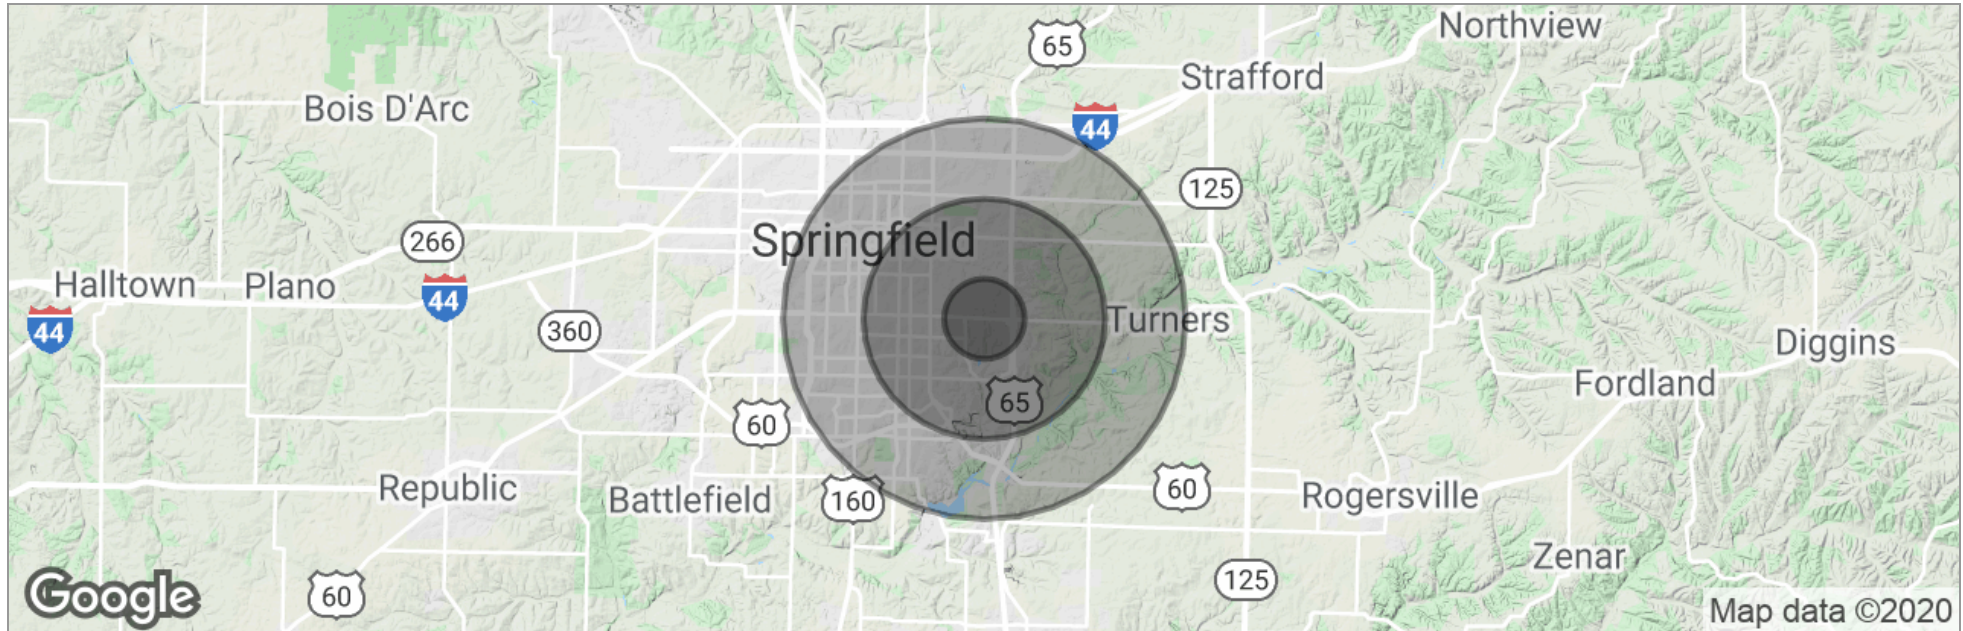 Northview
65
Strafford
Bois D'Arc
44
125
266
Springfield
Halltown
Plano
44
44
360
Turners
Diggins
Fordland
65
60
Republic
Battlefield
160
60
Rogersville
Zenar
125
60
Google
Map data ©2020